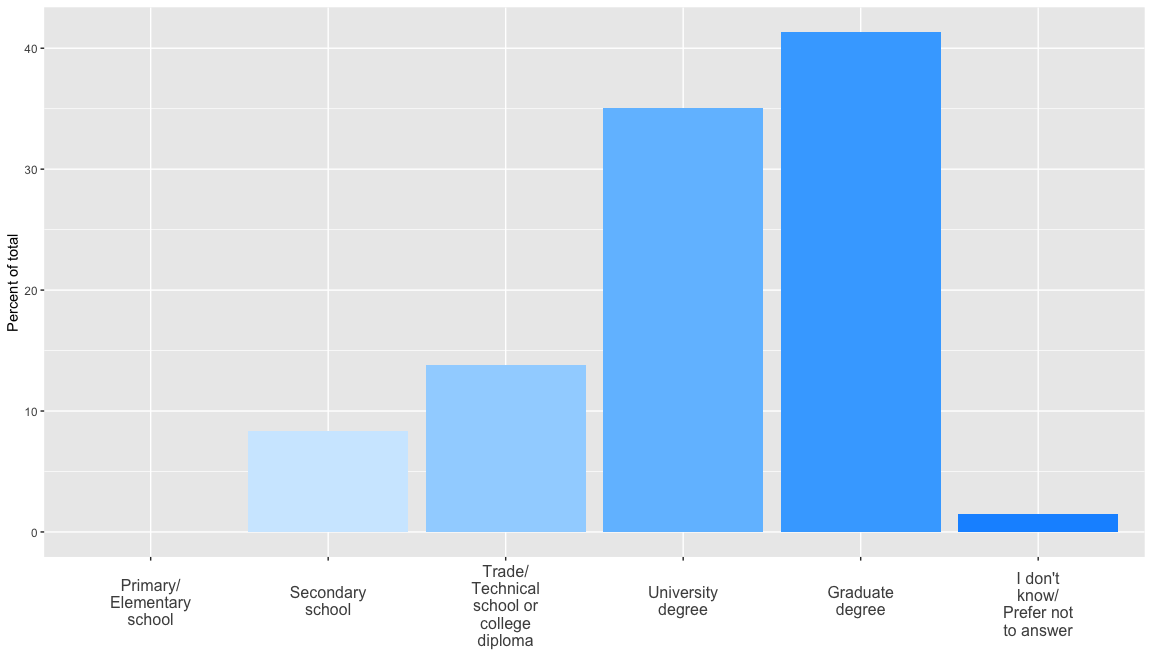 Percent of total
40
30
20
10
0
Primary/
Elementary
school
Secondary
school
Trade/
Technical
school or
college
diploma
University
degree
Graduate
degree
I don't
know/
Prefer not
to answer